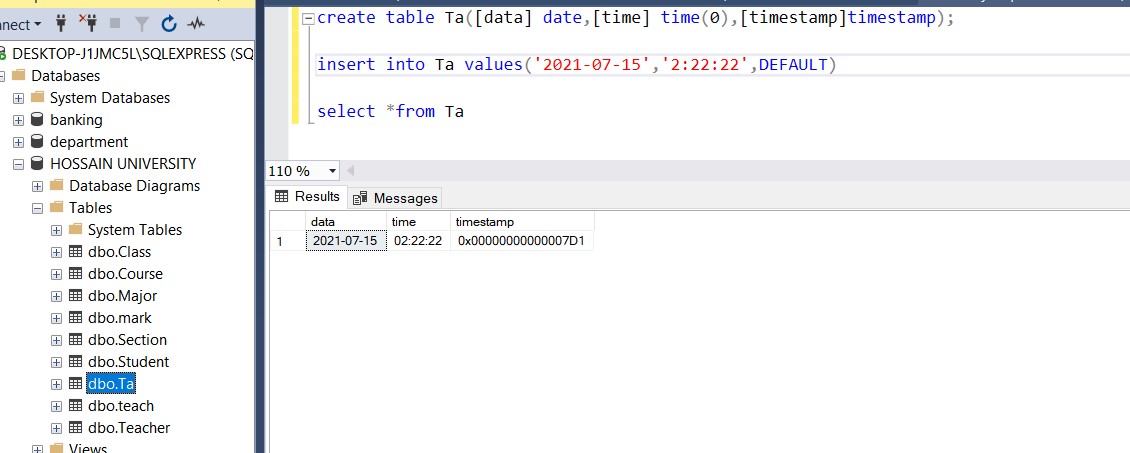 create table Ta([data] date,[time] time(0),[timestamp]timestamp);
insert into Ta values('2021-07-15','2:22:22',DEFAULT)
select *from Ta
nnect
DESKTOP-J1JMC5L\SQLEXPRESS (SQ
Databases
System Databases
banking
department
HOSSAIN UNIVERSITY
Database Diagrams
Tables
System Tables
dbo.Class
dbo.Course
dbo.Major
dbo.mark
dbo.Section
dbo.Student
dbo.Ta
dbo.teach
dbo.Teacher
Views
110 %
Results Messages
data time timestamp
1 2021-07-15 02:22:22 0x00000000000007D1